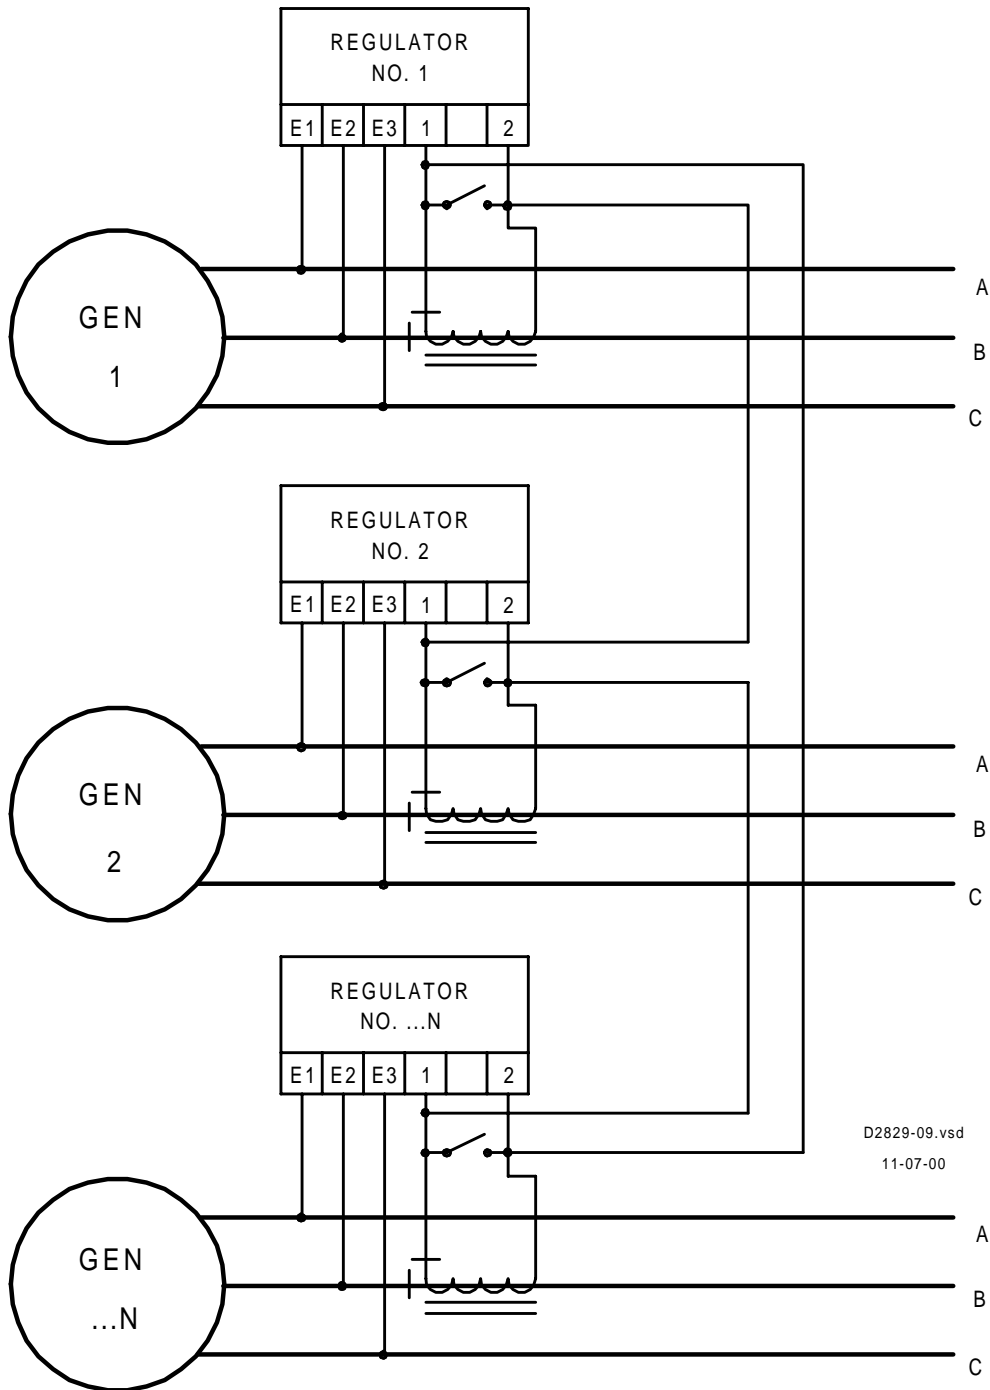 REGULATOR
NO. 1
E1 E2 E3 1 2
GEN
1
A
B
C
REGULATOR
NO. 2
E1 E2 E3 1 2
GEN
2
A
B
C
REGULATOR
NO. ...N
E1 E2 E3 1 2
D2829-09.vsd
11-07-00
GEN
...N
A
B
C